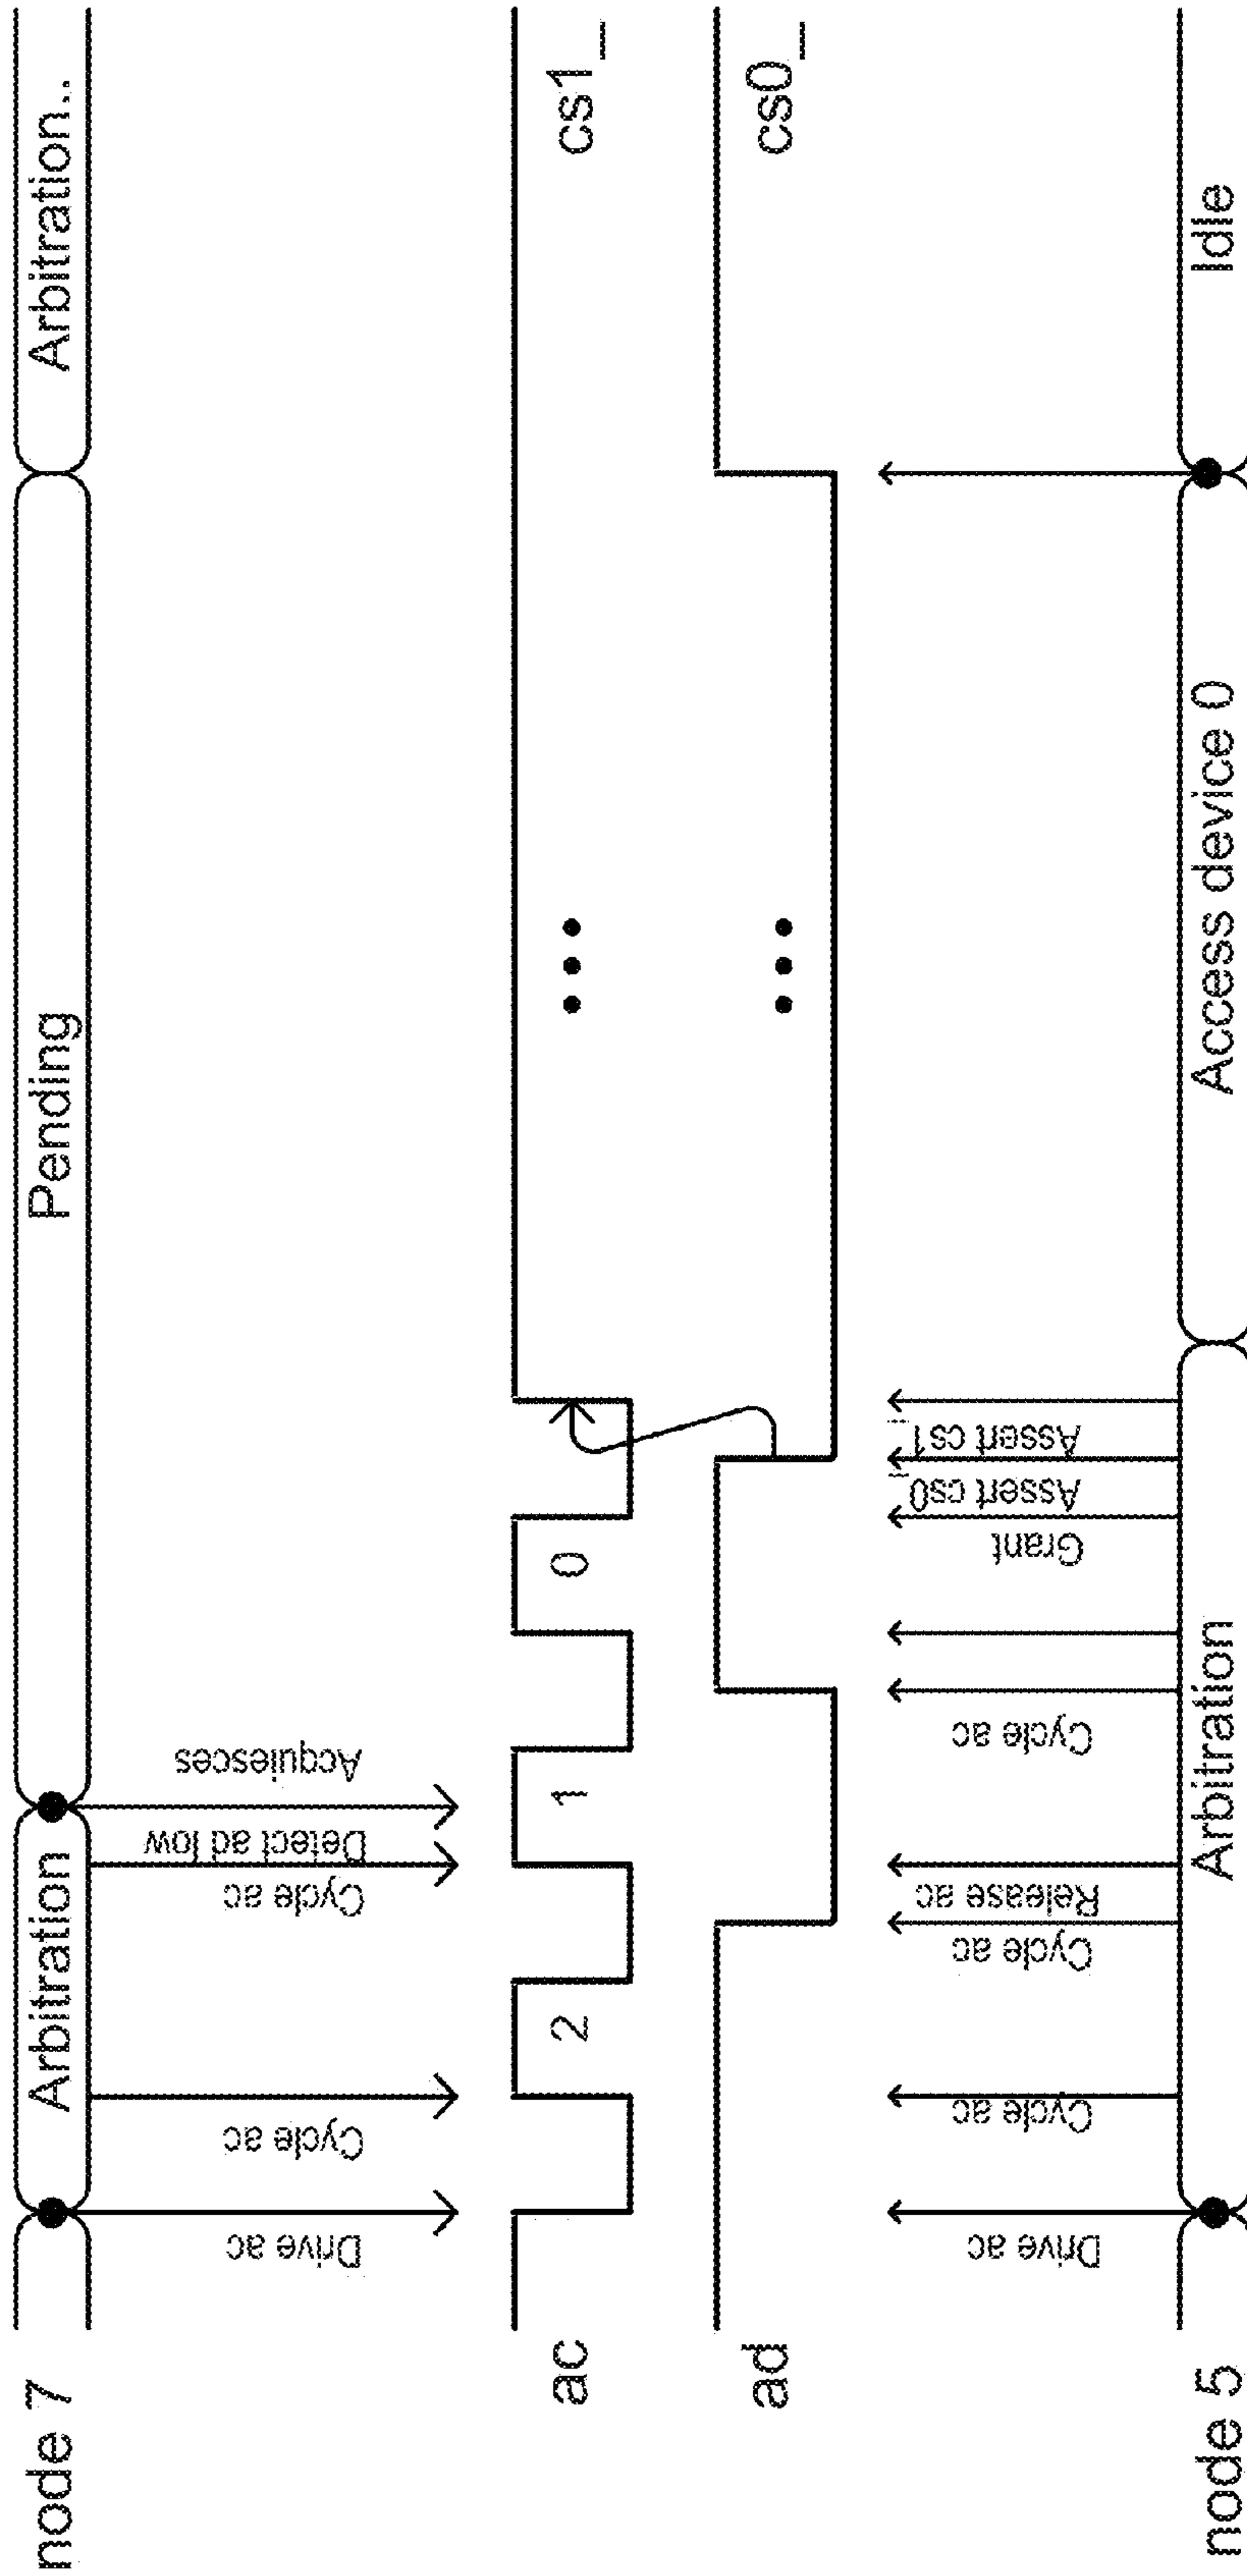 node 7
Arbitration
Pending
Arbitration...
Drive ac
Cycle ac
Cycle ac
Detect ad low
Acquiesces
ac
2
1
0
cs1_
ad
cs0_
Drive ac
Cycle ac
Cycle ac
Release ac
Cycle ac
Grant
Assert cs0_
Assert cs1_
node 5
Arbitration
Access device 0
Idle